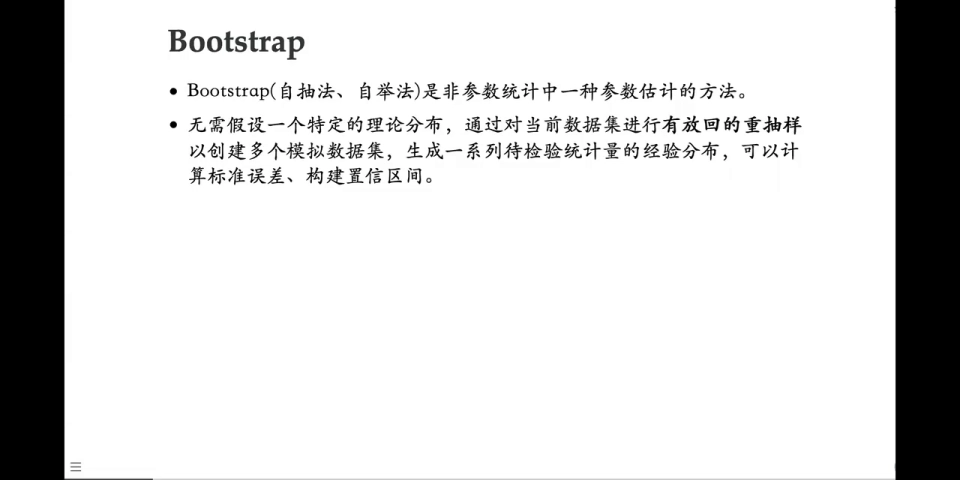 Bootstrap
• Bootstrap(自抽法、自举法)是非参数统计中一种参数估计的方法。
• 无需假设一个特定的理论分布，通过对当前数据集进行有放回的重抽样
以创建多个模拟数据集，生成一系列待检验统计量的经验分布，可以计
算标准误差、构建置信区间。